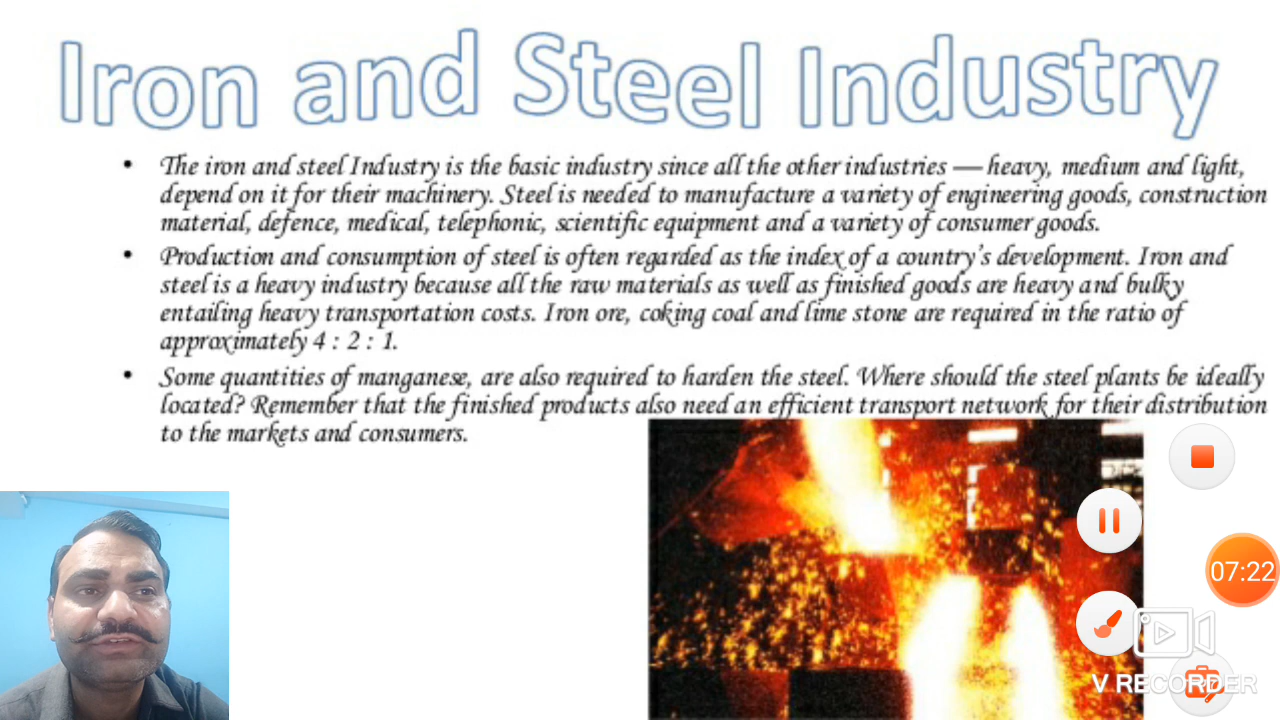 Iron and Steel Industry
• The iron and steel Industry is the basic industry since all the other industries — heavy, medium and light,
depend on it for their machinery. Steel is needed to manufacture a variety of engineering goods, construction
material, defence, medical, telephonic, scientific equipment and a variety of consumer goods.
• Production and consumption of steel is often regarded as the index of a country's development. Iron and
steel is a heavy industry because all the raw materials as well as finished goods are heavy and bulky
entailing heavy transportation costs. Iron ore, coking coal and lime stone are required in the ratio of
approximately 4 : 2 : 1.
• Some quantities of manganese, are also required to harden the steel. Where should the steel plants be ideally
located? Remember that the finished products also need an efficient transport network for their distribution
to the markets and consumers.
07:22
V RECORDER